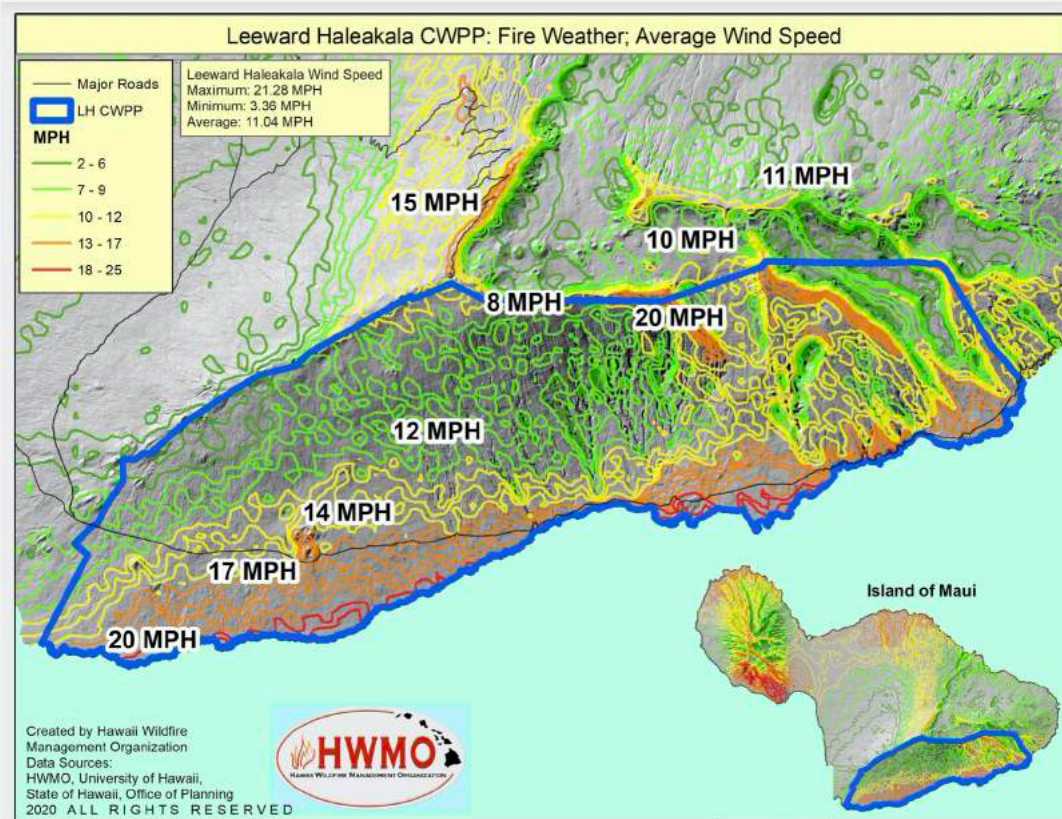 Leeward Haleakala CWPP: Fire Weather; Average Wind Speed
Major Roads
LH CWPP
MPH
2 - 6
7 - 9
10 - 12
13 - 17
18 - 25
Leeward Haleakala Wind Speed
Maximum: 21.28 MPH
Minimum: 3.36 MPH
Average: 11.04 MPH
15 MPH
11 MPH
10 MPH
8 MPH
20 MPH
12 MPH
14 MPH
17 MPH
20 MPH
Island of Maui
Created by Hawaii Wildfire
Management Organization
Data Sources:
HWMO, University of Hawaii,
State of Hawaii, Office of Planning
2020 ALL RIGHTS RESERVED
HWMO
HAWAII WILDFIRE MANAGEMENT ORGANIZATION